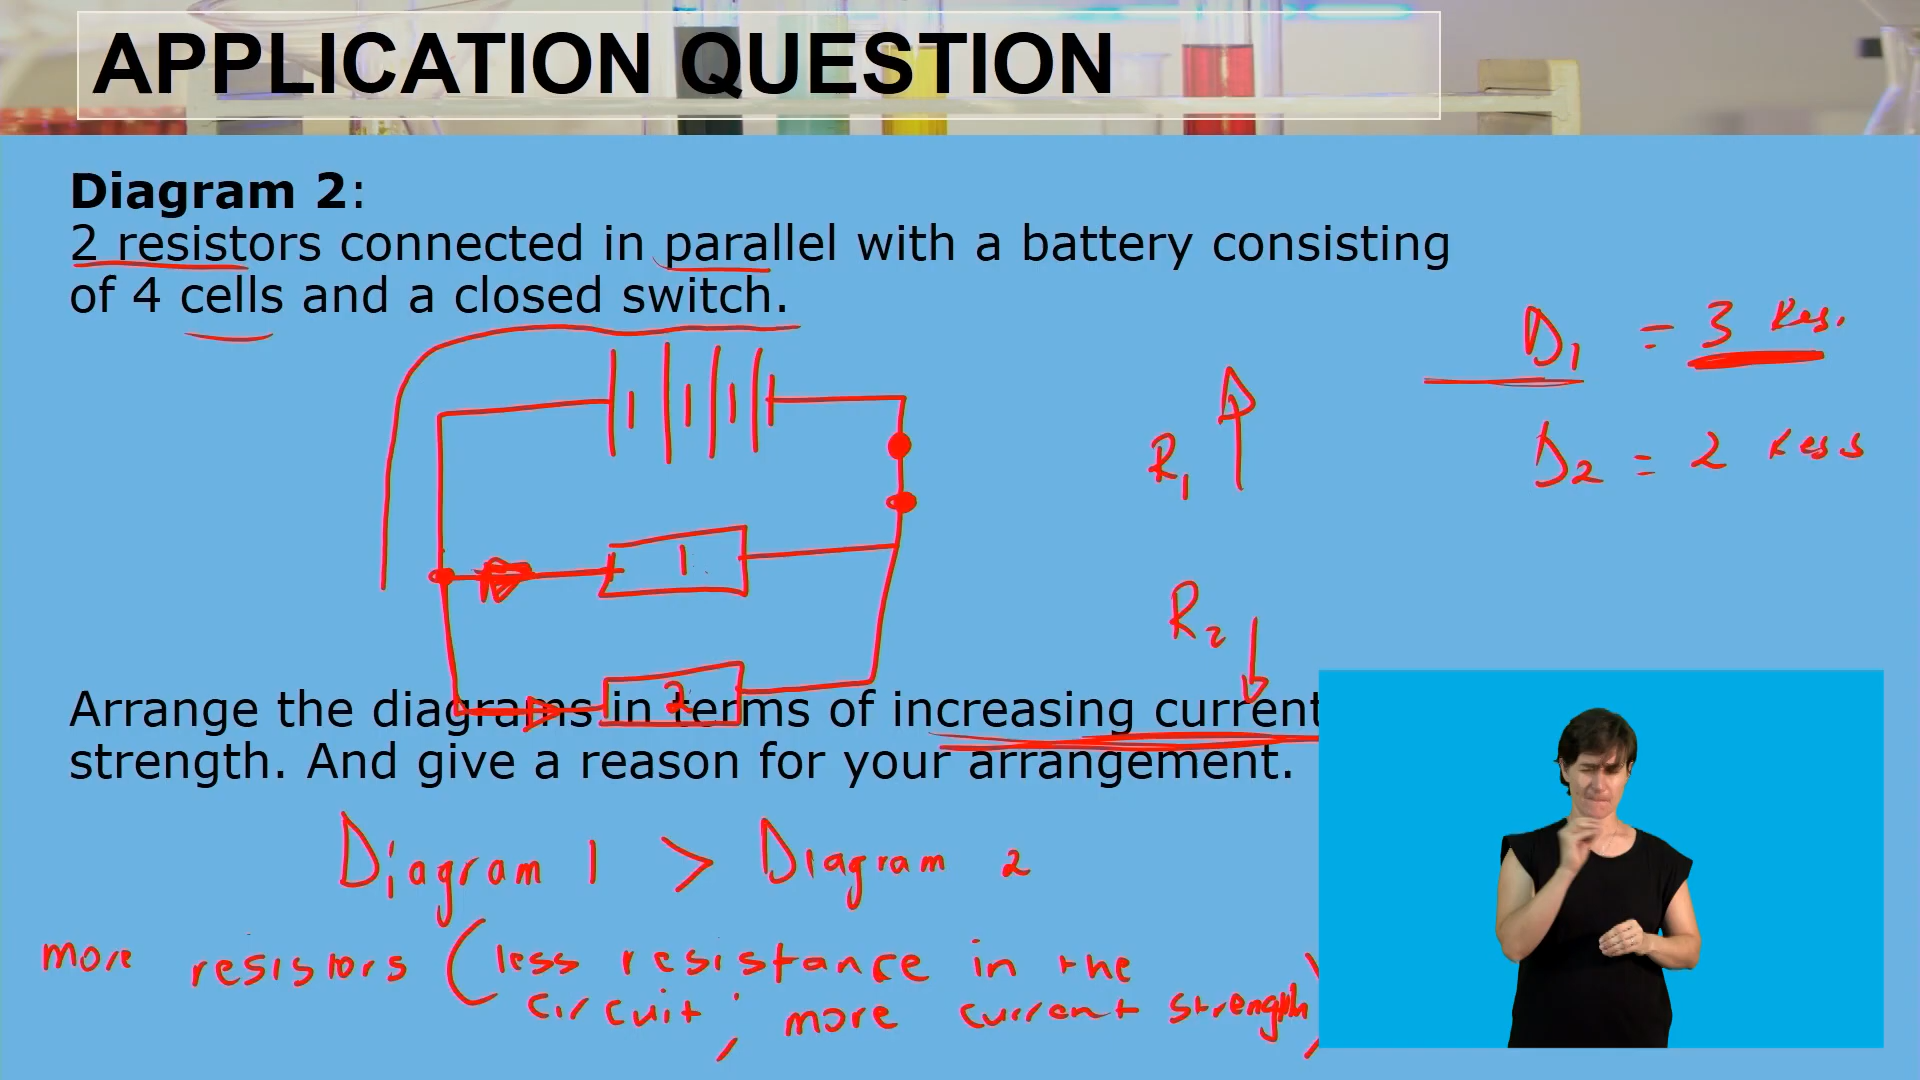 APPLICATION QUESTION
Diagram 2:
2 resistors connected in parallel with a battery consisting
of 4 cells and a closed switch.
D1 = 3 Res.
D2 = 2 Ress
R1
1
R2
2
Arrange the diagrams in terms of increasing current
strength. And give a reason for your arrangement.
Diagram 1 > Diagram 2
more resistors (less resistance in the
circuit; more current strength)